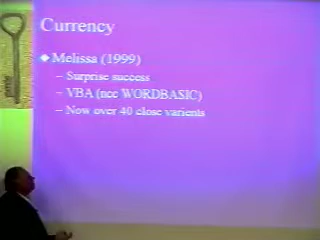 Currency
Melissa (1999)
– Surprise success
– VBA (nee WORDBASIC)
– Now over 40 close varients